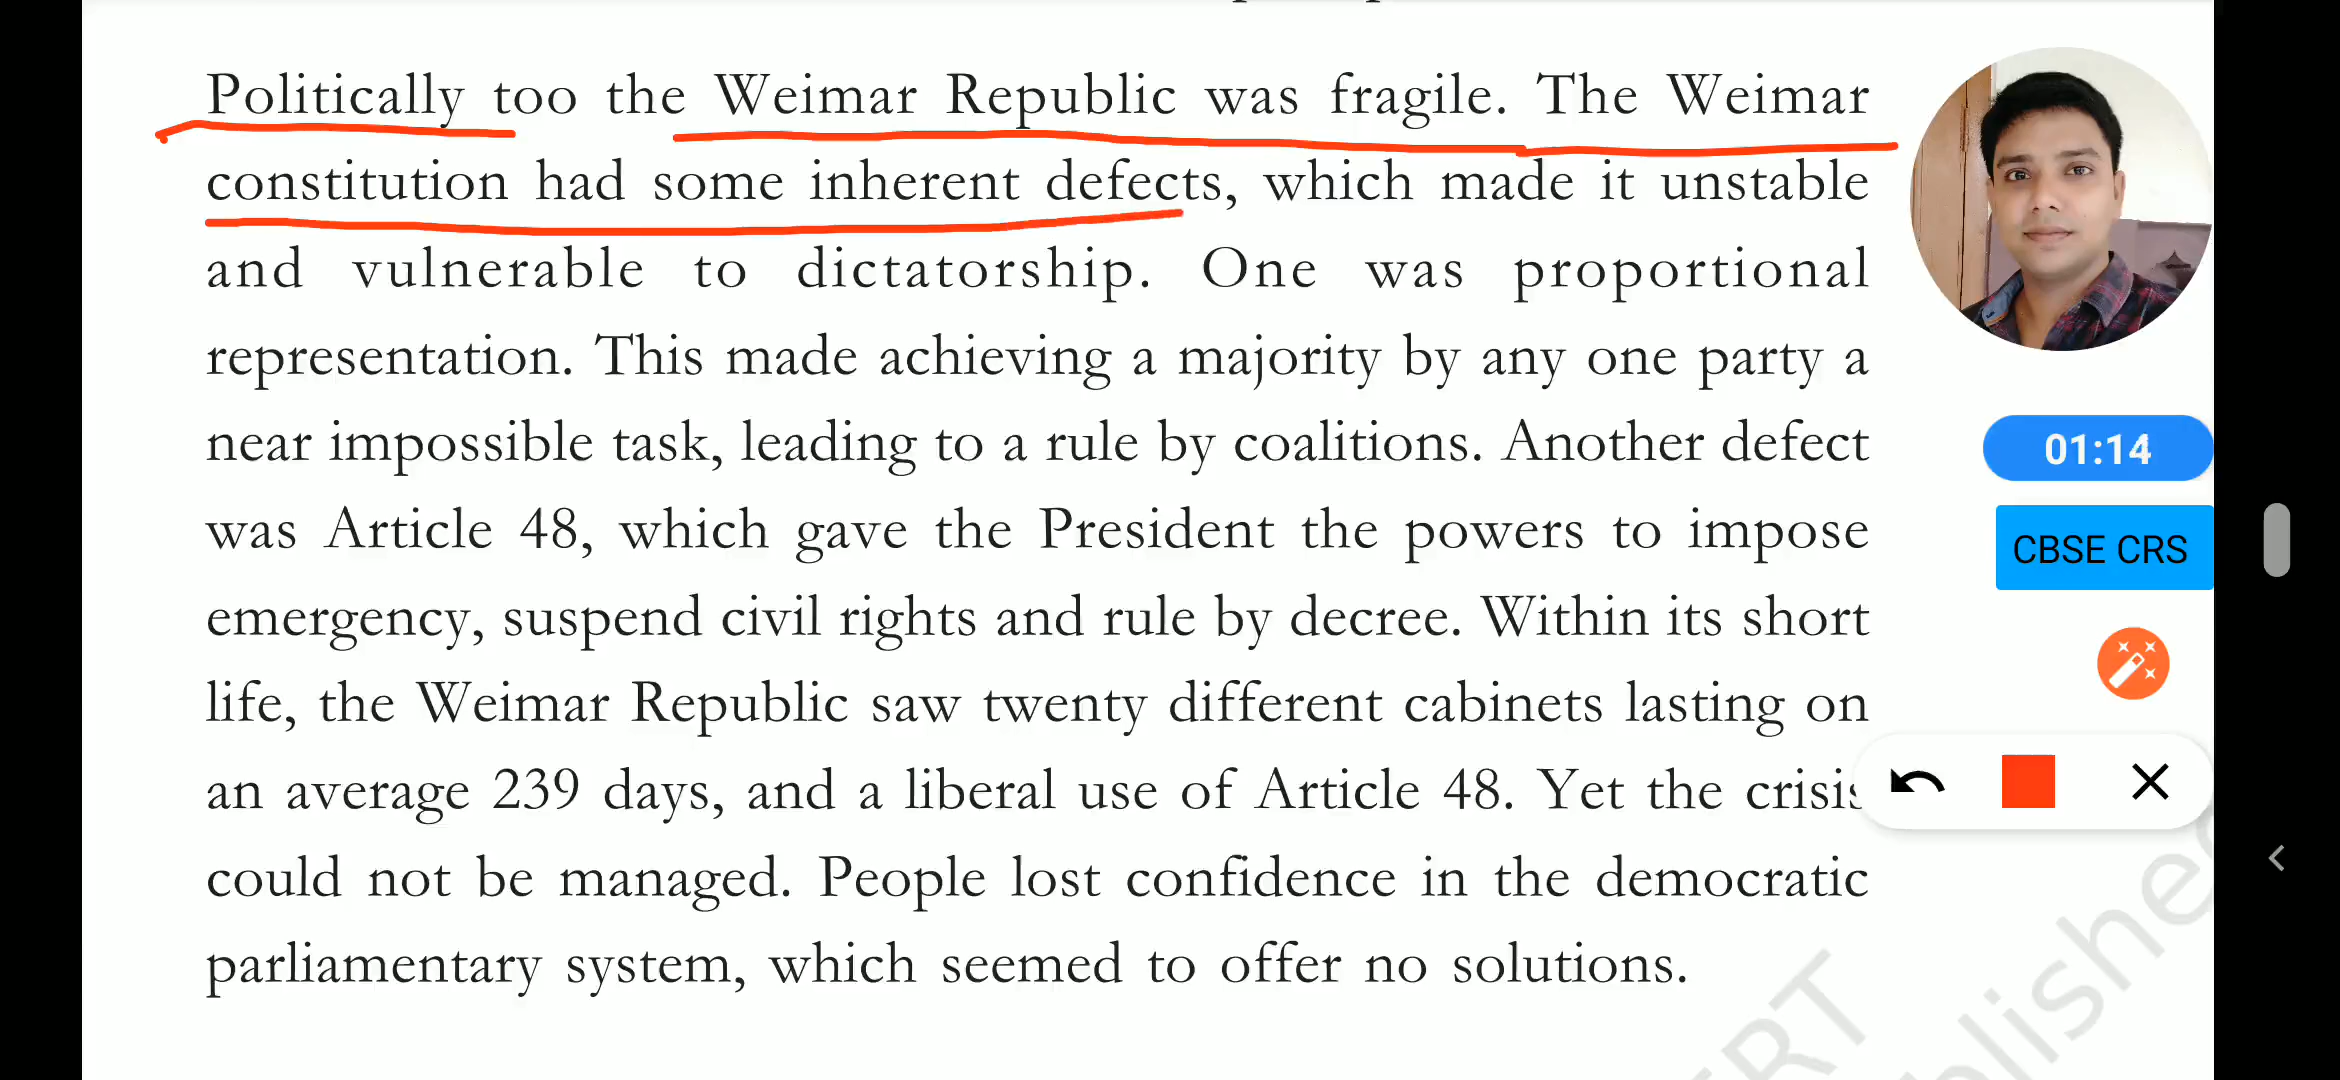 Politically too the Weimar Republic was fragile. The Weimar
constitution had some inherent defects, which made it unstable
and vulnerable to dictatorship. One was proportional
representation. This made achieving a majority by any one party a
near impossible task, leading to a rule by coalitions. Another defect
was Article 48, which gave the President the powers to impose
emergency, suspend civil rights and rule by decree. Within its short
life, the Weimar Republic saw twenty different cabinets lasting on
an average 239 days, and a liberal use of Article 48. Yet the crisis
could not be managed. People lost confidence in the democratic
parliamentary system, which seemed to offer no solutions.
01:14
CBSE CRS